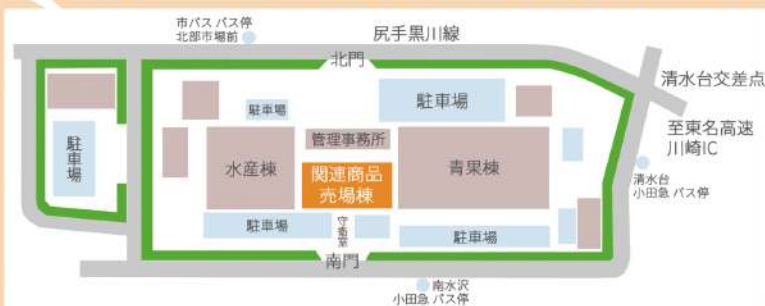 市バス バス停
北部市場前
尻手黒川線
北門
清水台交差点
駐車場
駐車場
至東名高速
川崎IC
駐車場
管理事務所
水産棟
関連商品
売場棟
青果棟
清水台
小田急 バス停
駐車場
守衛室
駐車場
南門
南水沢
小田急 バス停